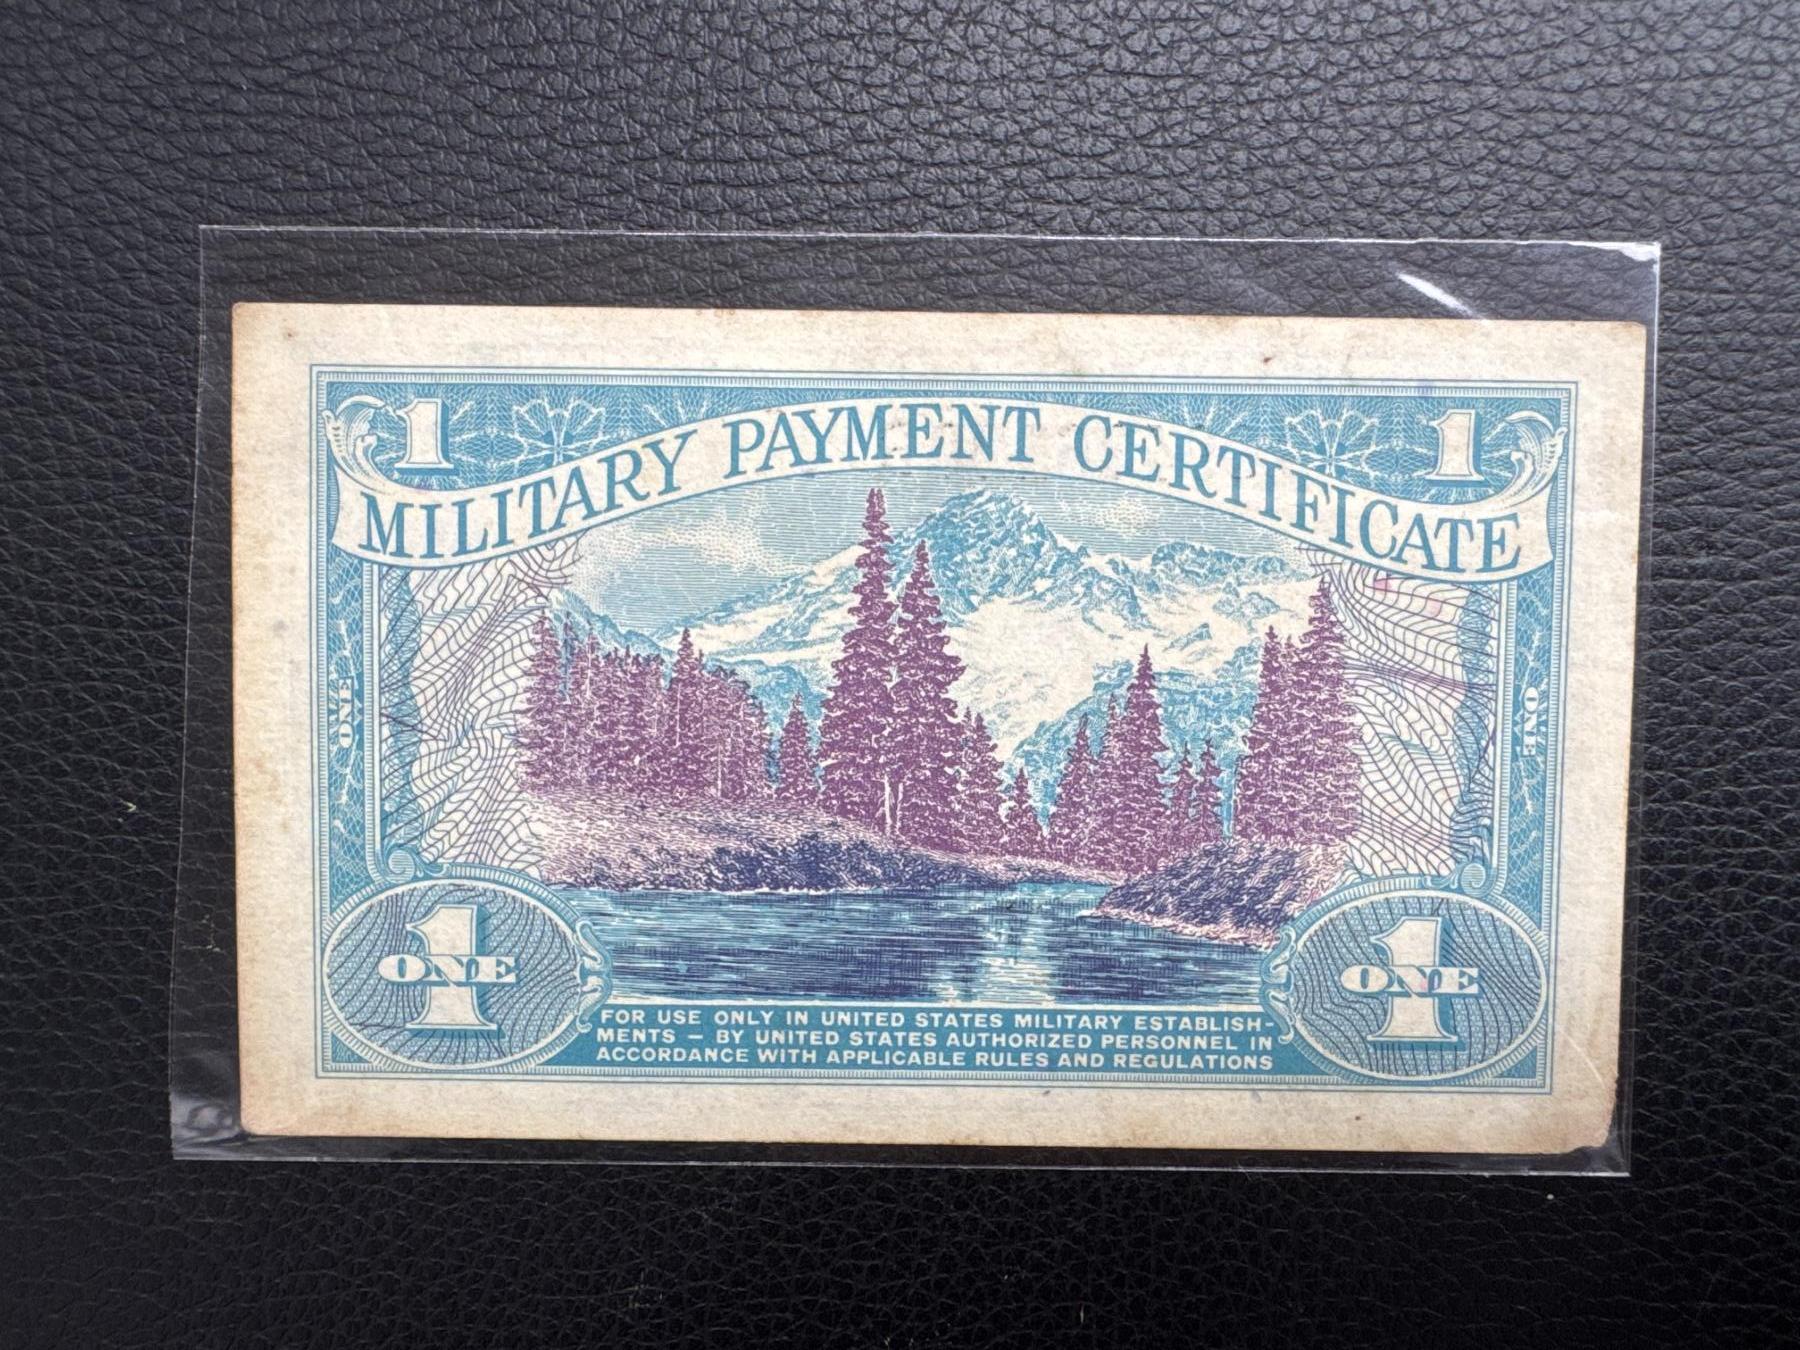 1 1
MILITARY PAYMENT CERTIFICATE
ONE ONE
1 ONE 1 ONE
FOR USE ONLY IN UNITED STATES MILITARY ESTABLISH-
MENTS — BY UNITED STATES AUTHORIZED PERSONNEL IN
ACCORDANCE WITH APPLICABLE RULES AND REGULATIONS